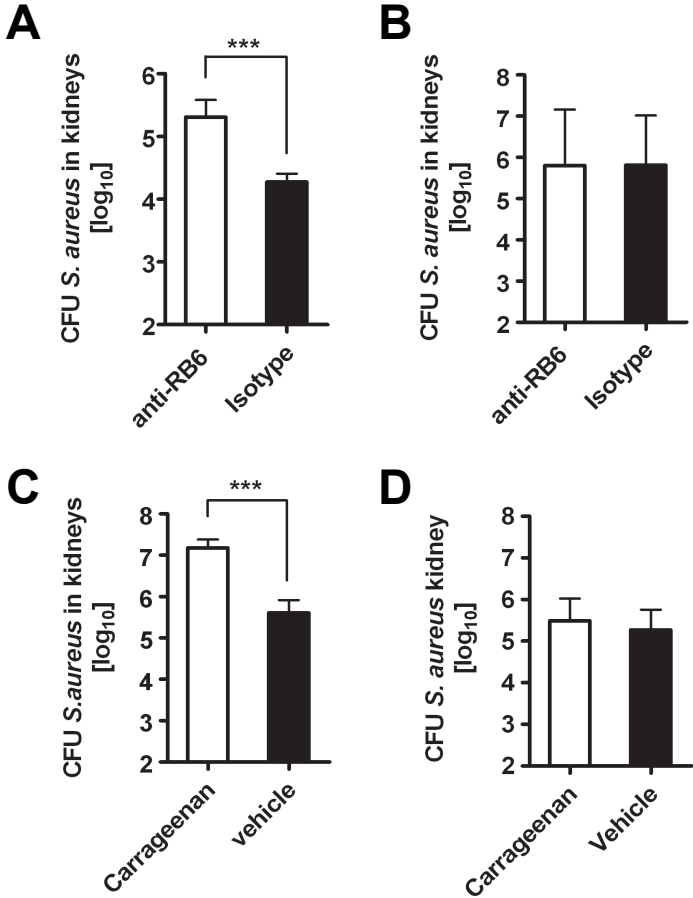 A
***
CFU S. aureus in kidneys
[log10]
6
5
4
3
2
anti-RB6
Isotype
B
CFU S. aureus in kidneys
[log10]
8
7
6
5
4
3
2
anti-RB6
Isotype
C
***
CFU S.aureus in kidneys
[log10]
8
7
6
5
4
3
2
Carrageenan
vehicle
D
CFU S. aureus kidney
[log10]
8
7
6
5
4
3
2
Carrageenan
Vehicle